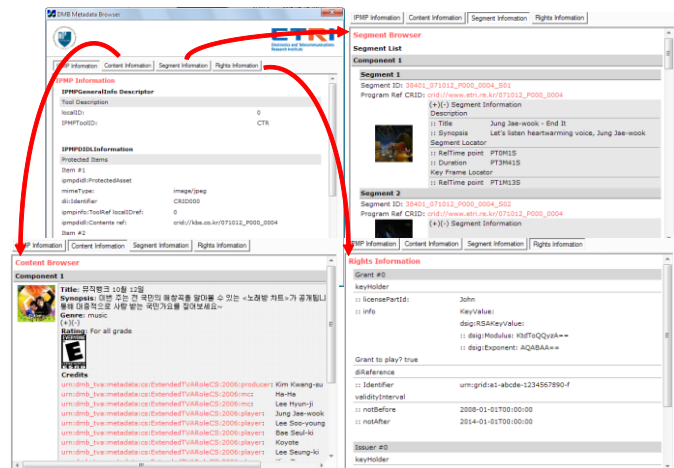 DMB Metadata Browser
ETRI
Electronics and Telecommunications
Research Institute
IPMP Information Content Information Segment Information Rights Information
IPMP Information
IPMPGeneralInfo Descriptor
Tool Description
localID: 0
IPMPToolID: CTR
IPMPDIDLInformation
Protected Items
Item #1
ipmpdidl:ProtectedAsset
mimeType: image/jpeg
dii:Identifier CRID000
ipmpinfo:ToolRef localIDref: 0
ipmpdidl:Contents ref: crid://kbs.co.kr/071012_P000_0004
Item #2
IPMP Information Content Information Segment Information Rights Information
Segment Browser
Segment List
Component 1
Segment 1
Segment ID: 38401_071012_P000_0004_S01
Program Ref CRID: crid://www.etri.re.kr/071012_P000_0004
(+)(-) Segment Information
Description
:: Title Jung Jae-wook - End It
:: Synopsis Let's listen heartwarming voice, Jung Jae-wook
Segment Locator
:: RelTime point PT0M1S
:: Duration PT3M41S
Key Frame Locator
:: RelTime point PT1M13S
Segment 2
Segment ID: 38401_071012_P000_0004_S02
Program Ref CRID: crid://www.etri.re.kr/071012_P000_0004
(+)(-) Segment Information
IPMP Information Content Information Segment Information Rights Information
Content Browser
Component 1
Title: 뮤직뱅크 10월 12일
Synopsis: 이번 주는 전 국민의 애창곡을 알아볼 수 있는 <노래방 차트>가 공개됩니
통해 대중적으로 사랑 받는 국민가요를 짚어보세요~
Genre: music
(+)(-)
Rating: For all grade
EVERYONE
E
Credits
urn:dmb_tva:metadata:cs:ExtendedTVARoleCS:2006:producer: Kim Kwang-su
urn:dmb_tva:metadata:cs:ExtendedTVARoleCS:2006:mc: Ha-Ha
urn:dmb_tva:metadata:cs:ExtendedTVARoleCS:2006:mc: Lee Hyun-ji
urn:dmb_tva:metadata:cs:ExtendedTVARoleCS:2006:player: Jung Jae-wook
urn:dmb_tva:metadata:cs:ExtendedTVARoleCS:2006:player: Lee Soo-young
urn:dmb_tva:metadata:cs:ExtendedTVARoleCS:2006:player: Bae Seul-ki
urn:dmb_tva:metadata:cs:ExtendedTVARoleCS:2006:player: Koyote
urn:dmb_tva:metadata:cs:ExtendedTVARoleCS:2006:player: Lee Seung-ki
IPMP Information Content Information Segment Information Rights Information
Rights Information
Grant #0
keyHolder
:: licensePartId: John
:: info KeyValue:
dsig:RSAKeyValue:
:: dsig:Modulus: KtdToQQyzA==
:: dsig:Exponent: AQABAA==
Grant to play? true
diReference
:: Identifier urn:grid:a1-abcde-1234567890-f
validityInterval
:: notBefore 2008-01-01T00:00:00
:: notAfter 2014-01-01T00:00:00
Issuer #0
keyHolder